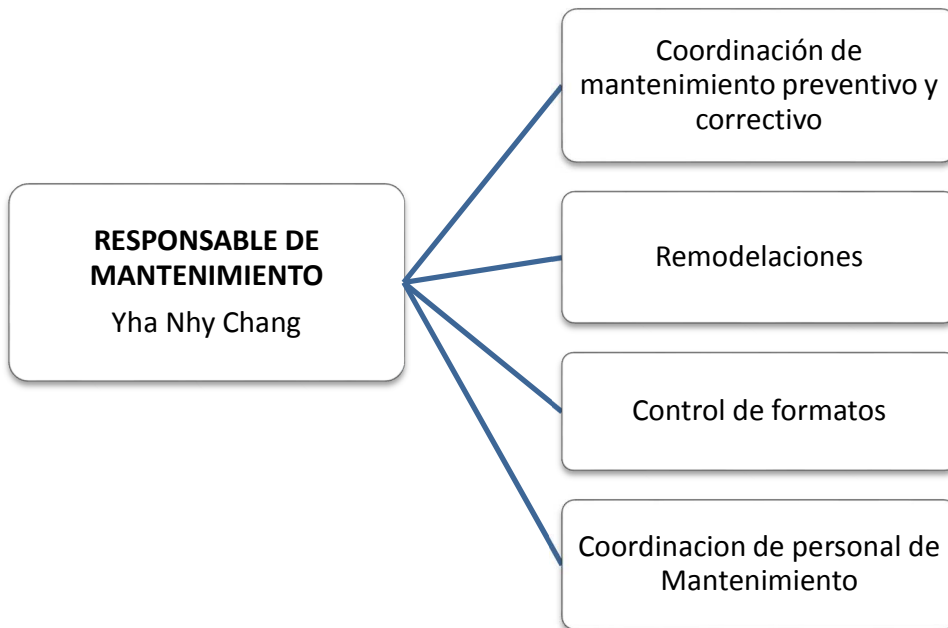 RESPONSABLE DE
MANTENIMIENTO
Yha Nhy Chang
Coordinación de
mantenimiento preventivo y
correctivo
Remodelaciones
Control de formatos
Coordinacion de personal de
Mantenimiento